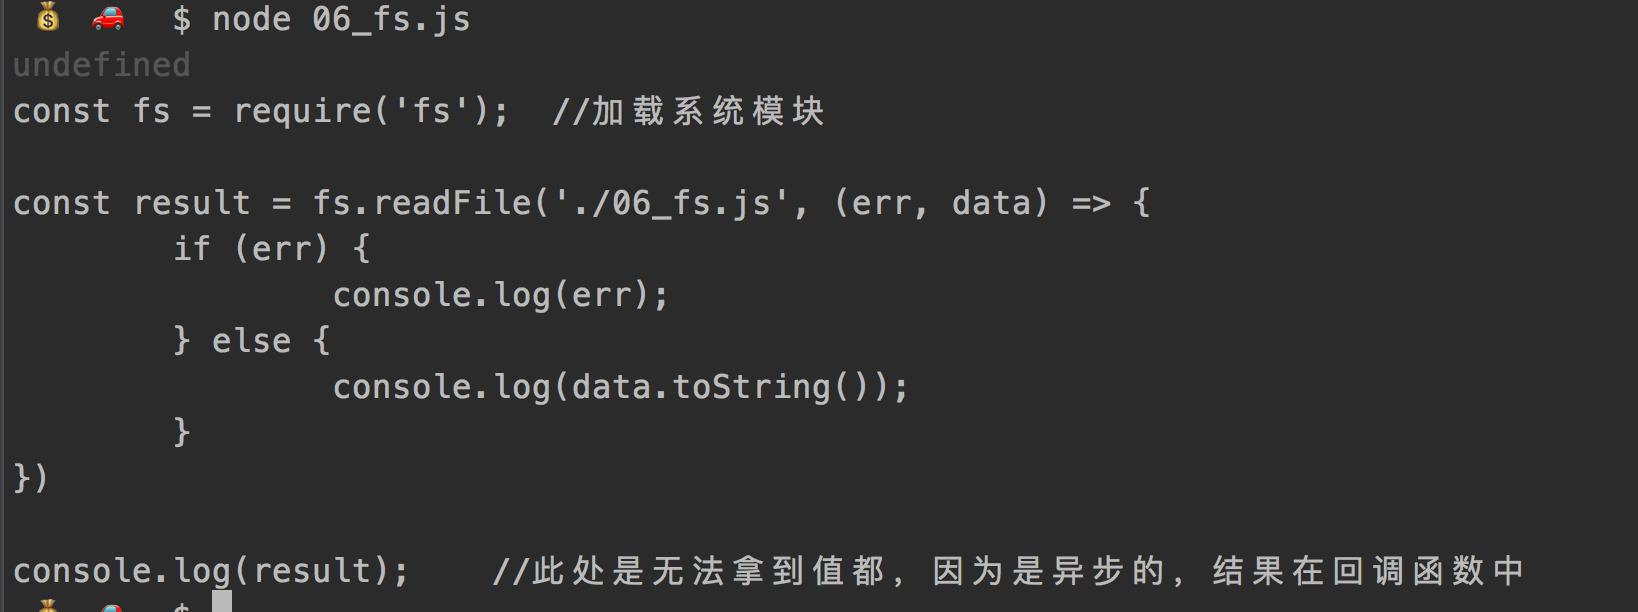 💰 🚗 $ node 06_fs.js
undefined
const fs = require('fs');  //加载系统模块
const result = fs.readFile('./06_fs.js', (err, data) => {
        if (err) {
                console.log(err);
        } else {
                console.log(data.toString());
        }
})
console.log(result);    //此处是无法拿到值都, 因为是异步的, 结果在回调函数中
💰 🚗 $